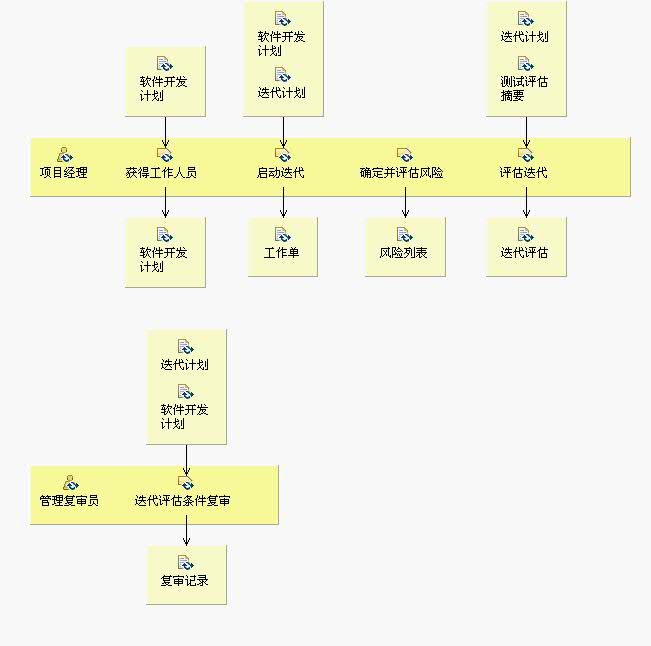 软件开发
计划
迭代计划
迭代计划
测试评估
摘要
软件开发
计划
项目经理
获得工作人员
启动迭代
确定并评估风险
评估迭代
软件开发
计划
工作单
风险列表
迭代评估
迭代计划
软件开发
计划
管理复审员
迭代评估条件复审
复审记录